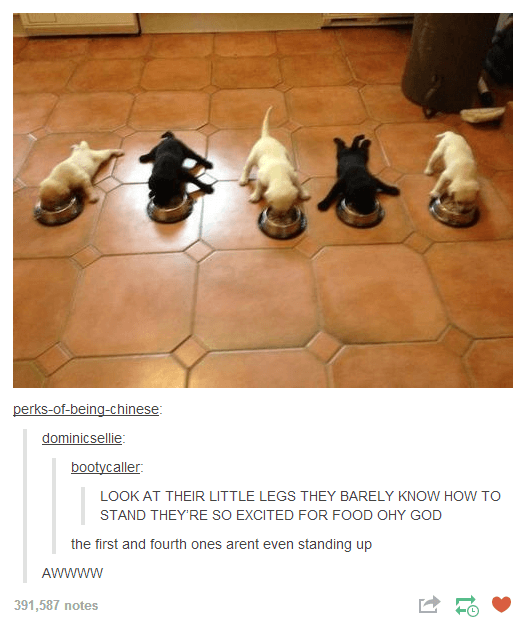 perks-of-being-chinese:
dominicsellie:
bootycaller:
LOOK AT THEIR LITTLE LEGS THEY BARELY KNOW HOW TO
STAND THEY'RE SO EXCITED FOR FOOD OHY GOD
the first and fourth ones arent even standing up
AWWWW
391,587 notes